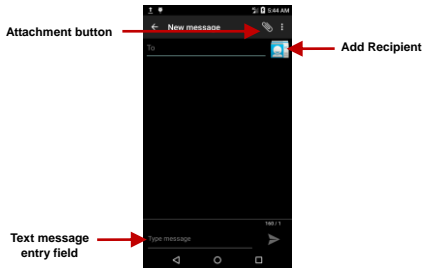 5:44 AM
New message
Attachment button
To
Add Recipient
160 / 1
Type message
Text message
entry field